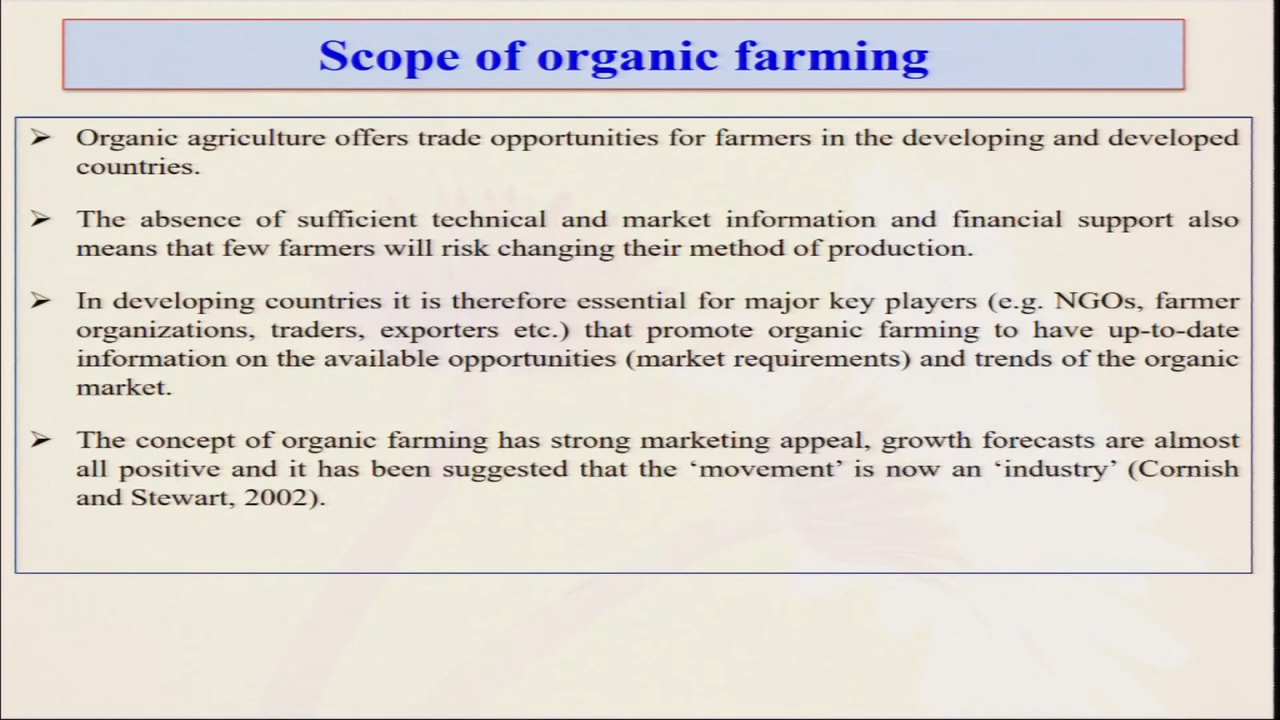 Scope of organic farming
➢ Organic agriculture offers trade opportunities for farmers in the developing and developed
countries.
➢ The absence of sufficient technical and market information and financial support also
means that few farmers will risk changing their method of production.
➢ In developing countries it is therefore essential for major key players (e.g. NGOs, farmer
organizations, traders, exporters etc.) that promote organic farming to have up-to-date
information on the available opportunities (market requirements) and trends of the organic
market.
➢ The concept of organic farming has strong marketing appeal, growth forecasts are almost
all positive and it has been suggested that the ‘movement’ is now an ‘industry’ (Cornish
and Stewart, 2002).